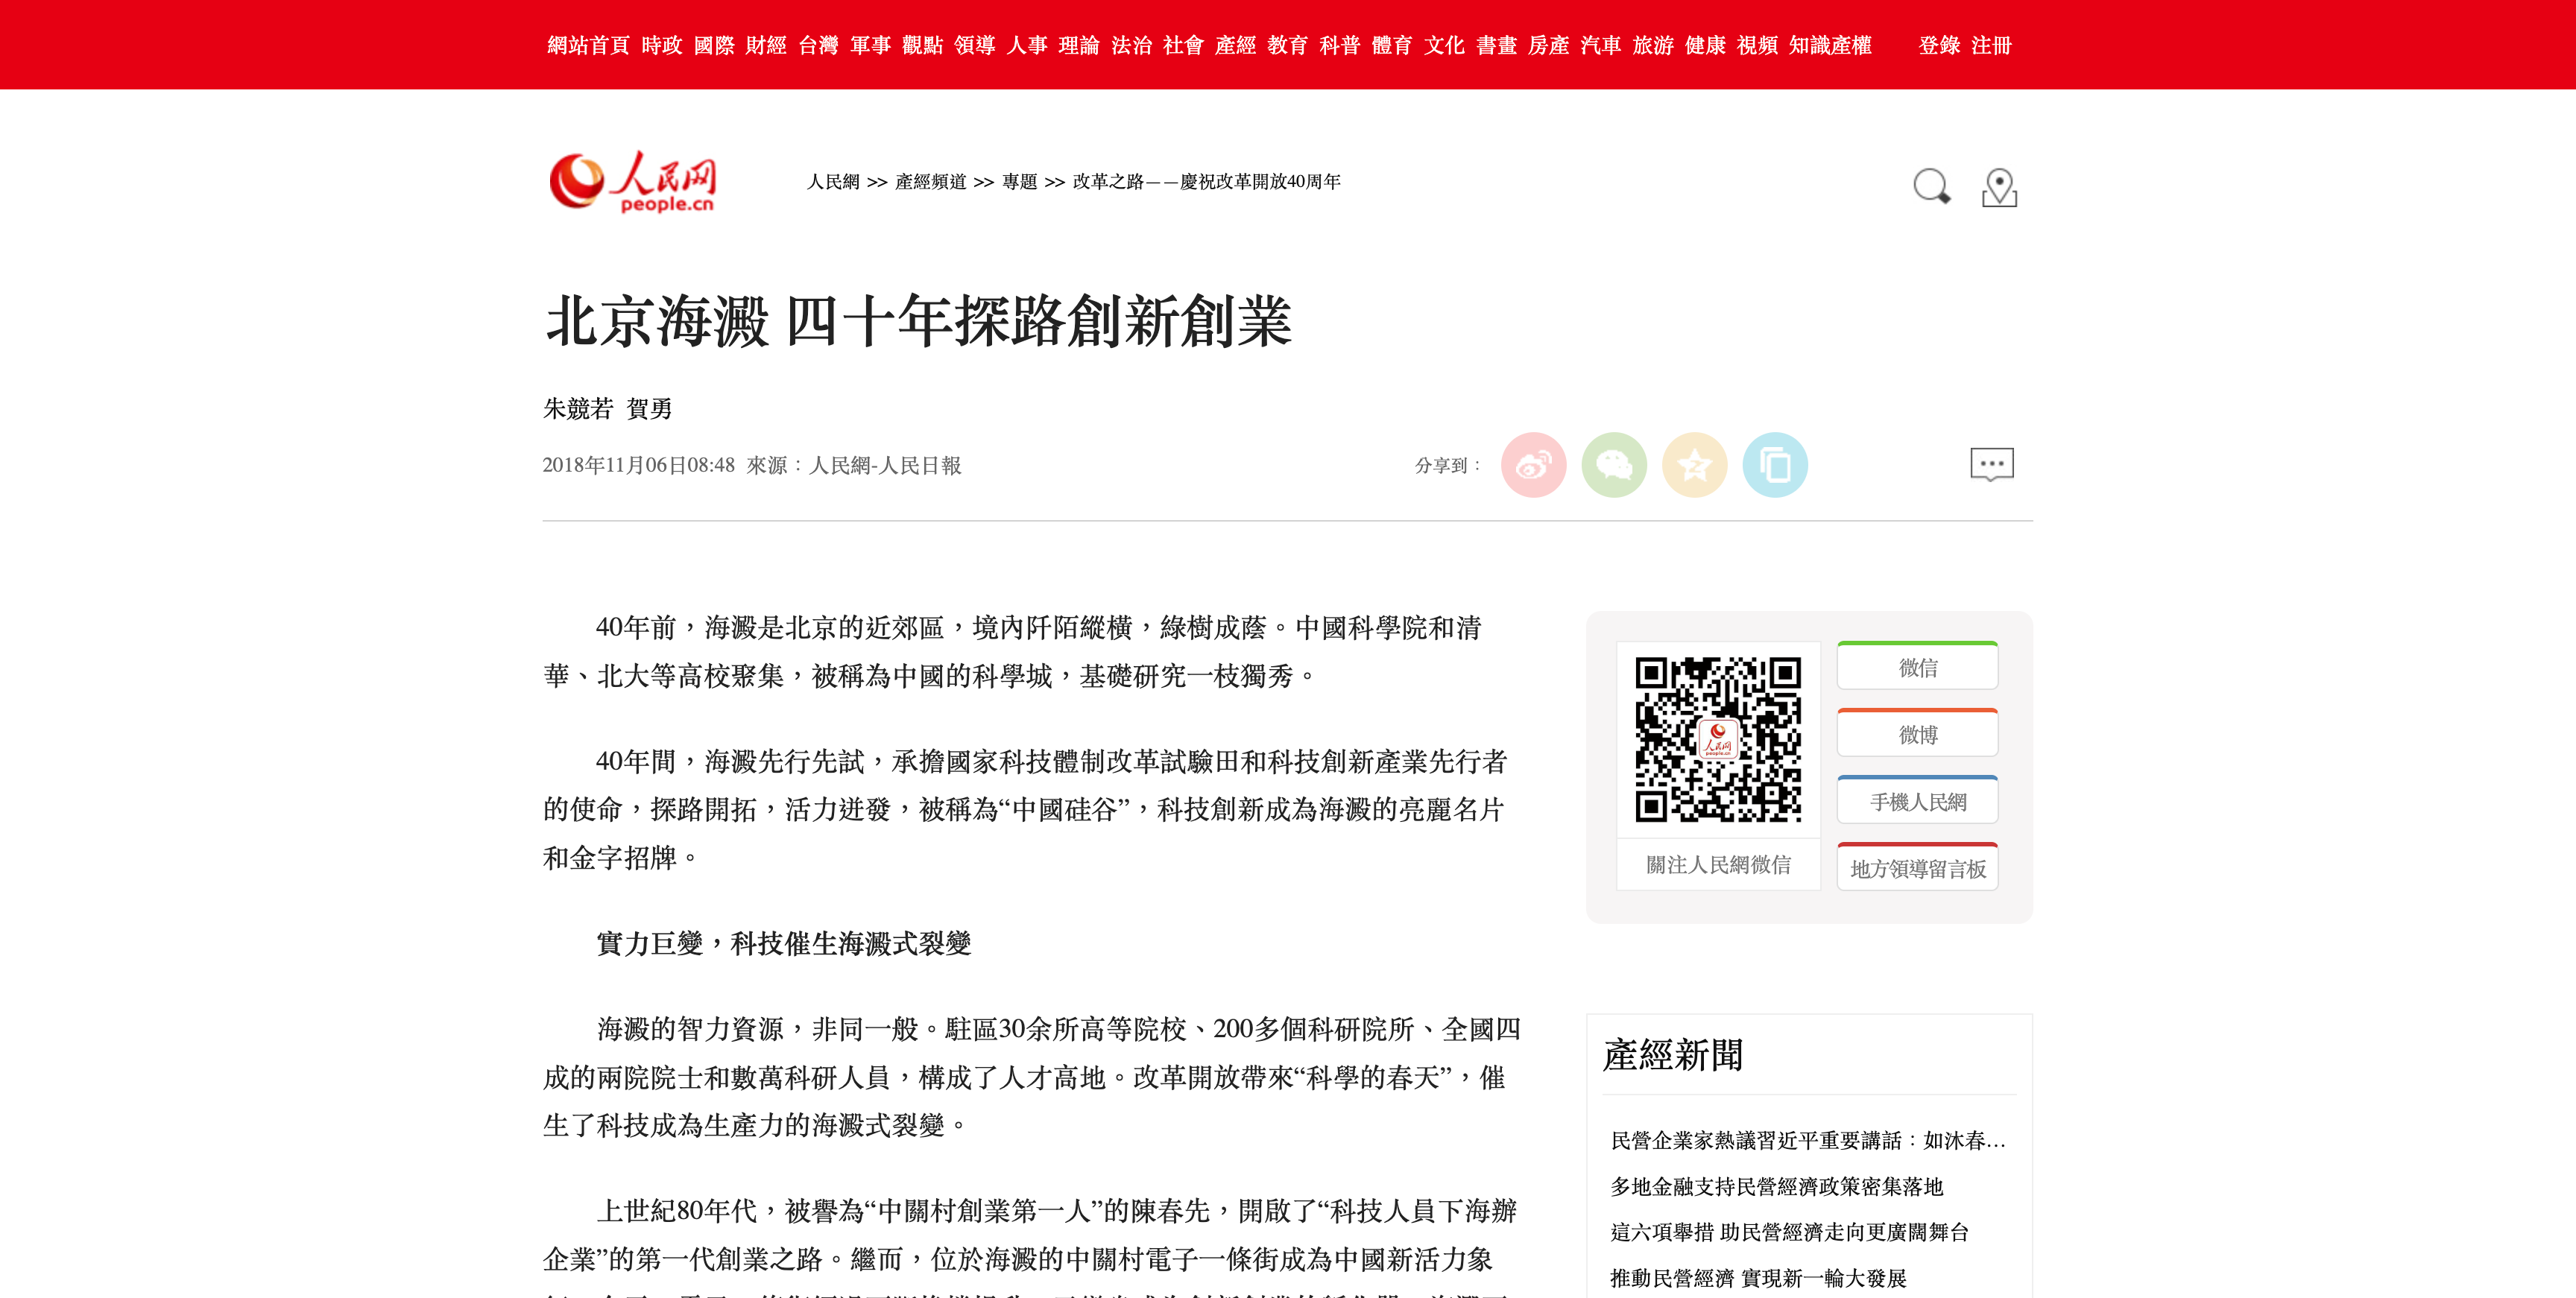 網站首頁 時政 國際 財經 台灣 軍事 觀點 領導 人事 理論 法治 社會 產經 教育 科普 體育 文化 書畫 房產 汽車 旅游 健康 視頻 知識產權 登錄 注冊
人民网
people.cn
人民網 >> 產經頻道 >> 專題 >> 改革之路——慶祝改革開放40周年
北京海澱 四十年探路創新創業
朱競若 賀勇
2018年11月06日08:48 來源：人民網-人民日報
分享到：
40年前，海澱是北京的近郊區，境內阡陌縱橫，綠樹成蔭。中國科學院和清
華、北大等高校聚集，被稱為中國的科學城，基礎研究一枝獨秀。
40年間，海澱先行先試，承擔國家科技體制改革試驗田和科技創新產業先行者
的使命，探路開拓，活力迸發，被稱為“中國硅谷”，科技創新成為海澱的亮麗名片
和金字招牌。
實力巨變，科技催生海澱式裂變
海澱的智力資源，非同一般。駐區30余所高等院校、200多個科研院所、全國四
成的兩院院士和數萬科研人員，構成了人才高地。改革開放帶來“科學的春天”，催
生了科技成為生產力的海澱式裂變。
上世紀80年代，被譽為“中關村創業第一人”的陳春先，開啟了“科技人員下海辦
企業”的第一代創業之路。繼而，位於海澱的中關村電子一條街成為中國新活力象
人民网
people.cn
關注人民網微信
微信
微博
手機人民網
地方領導留言板
產經新聞
民營企業家熱議習近平重要講話：如沐春…
多地金融支持民營經濟政策密集落地
這六項舉措 助民營經濟走向更廣闊舞台
推動民營經濟 實現新一輪大發展